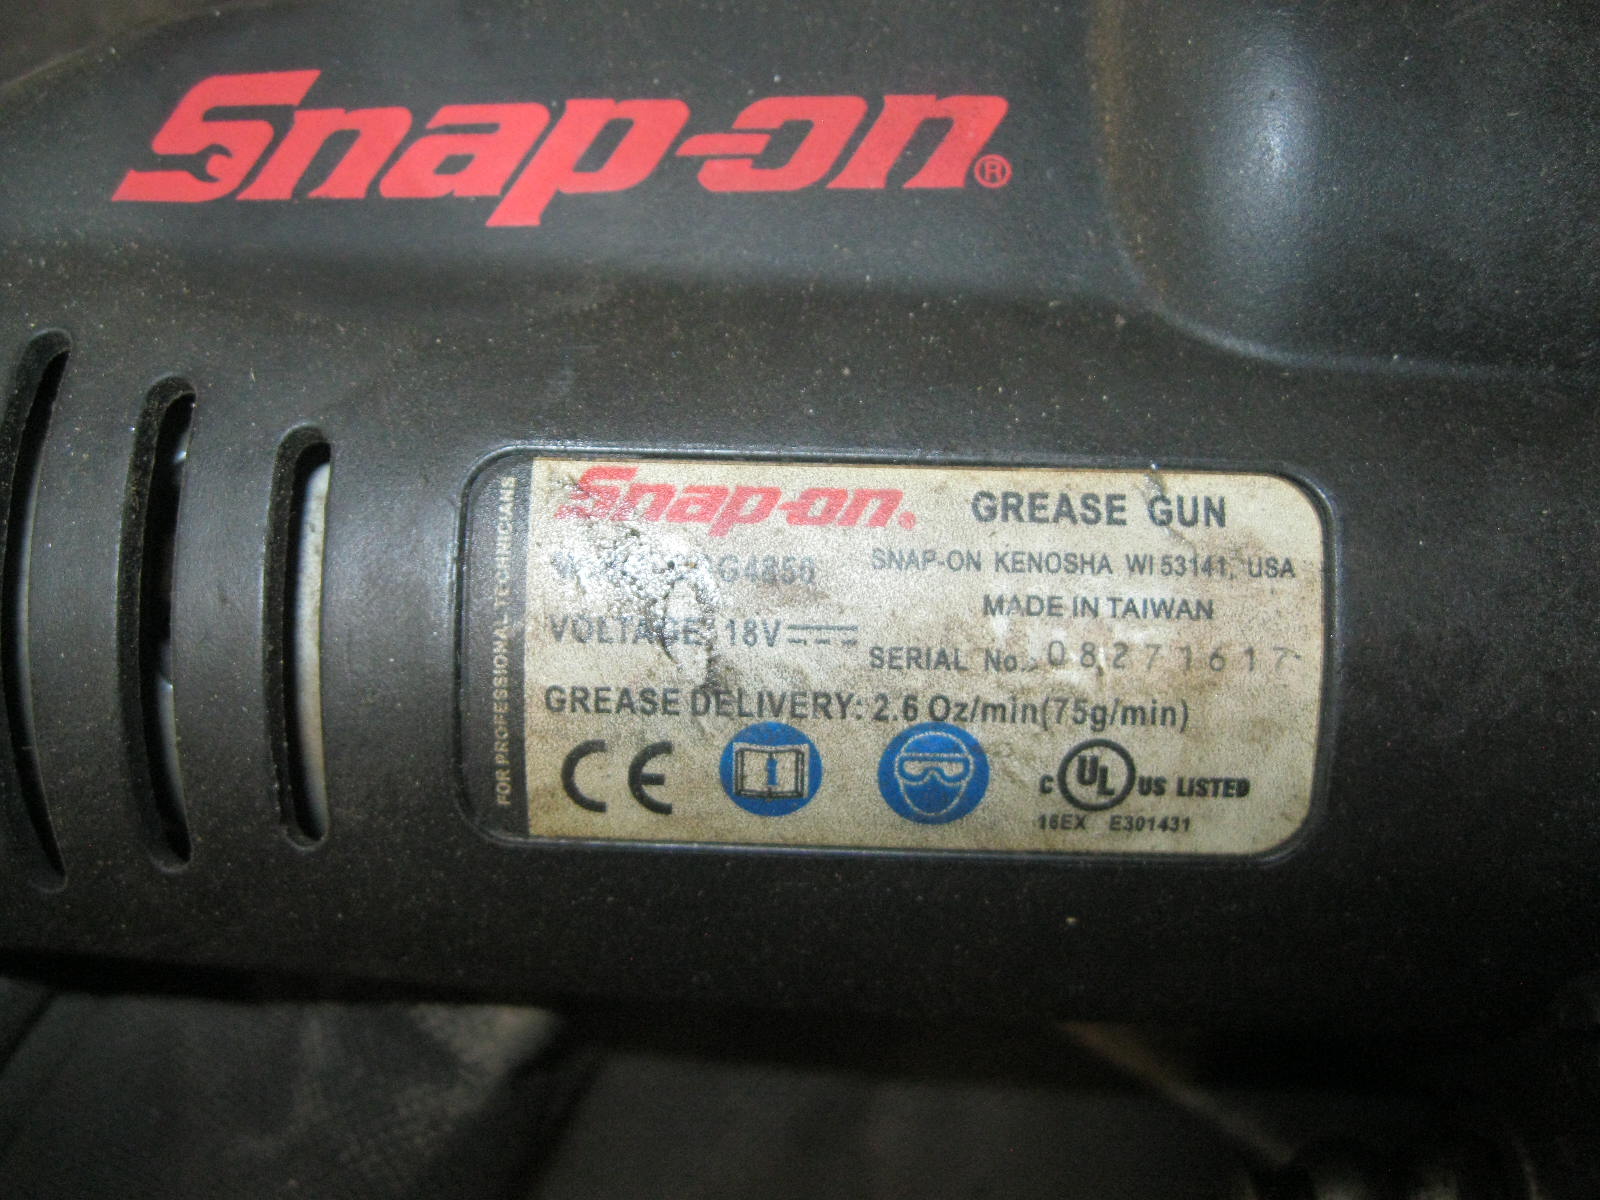 Snap-on®
FOR PROFESSIONAL TECHNICIANS
Snap-on® GREASE GUN
SNAP-ON KENOSHA WI 53141, USA
MADE IN TAIWAN
VOLTAGE: 18V
SERIAL No. 08271617
GREASE DELIVERY: 2.6 Oz/min(75g/min)
CE
C UL US LISTED
16EX E301431